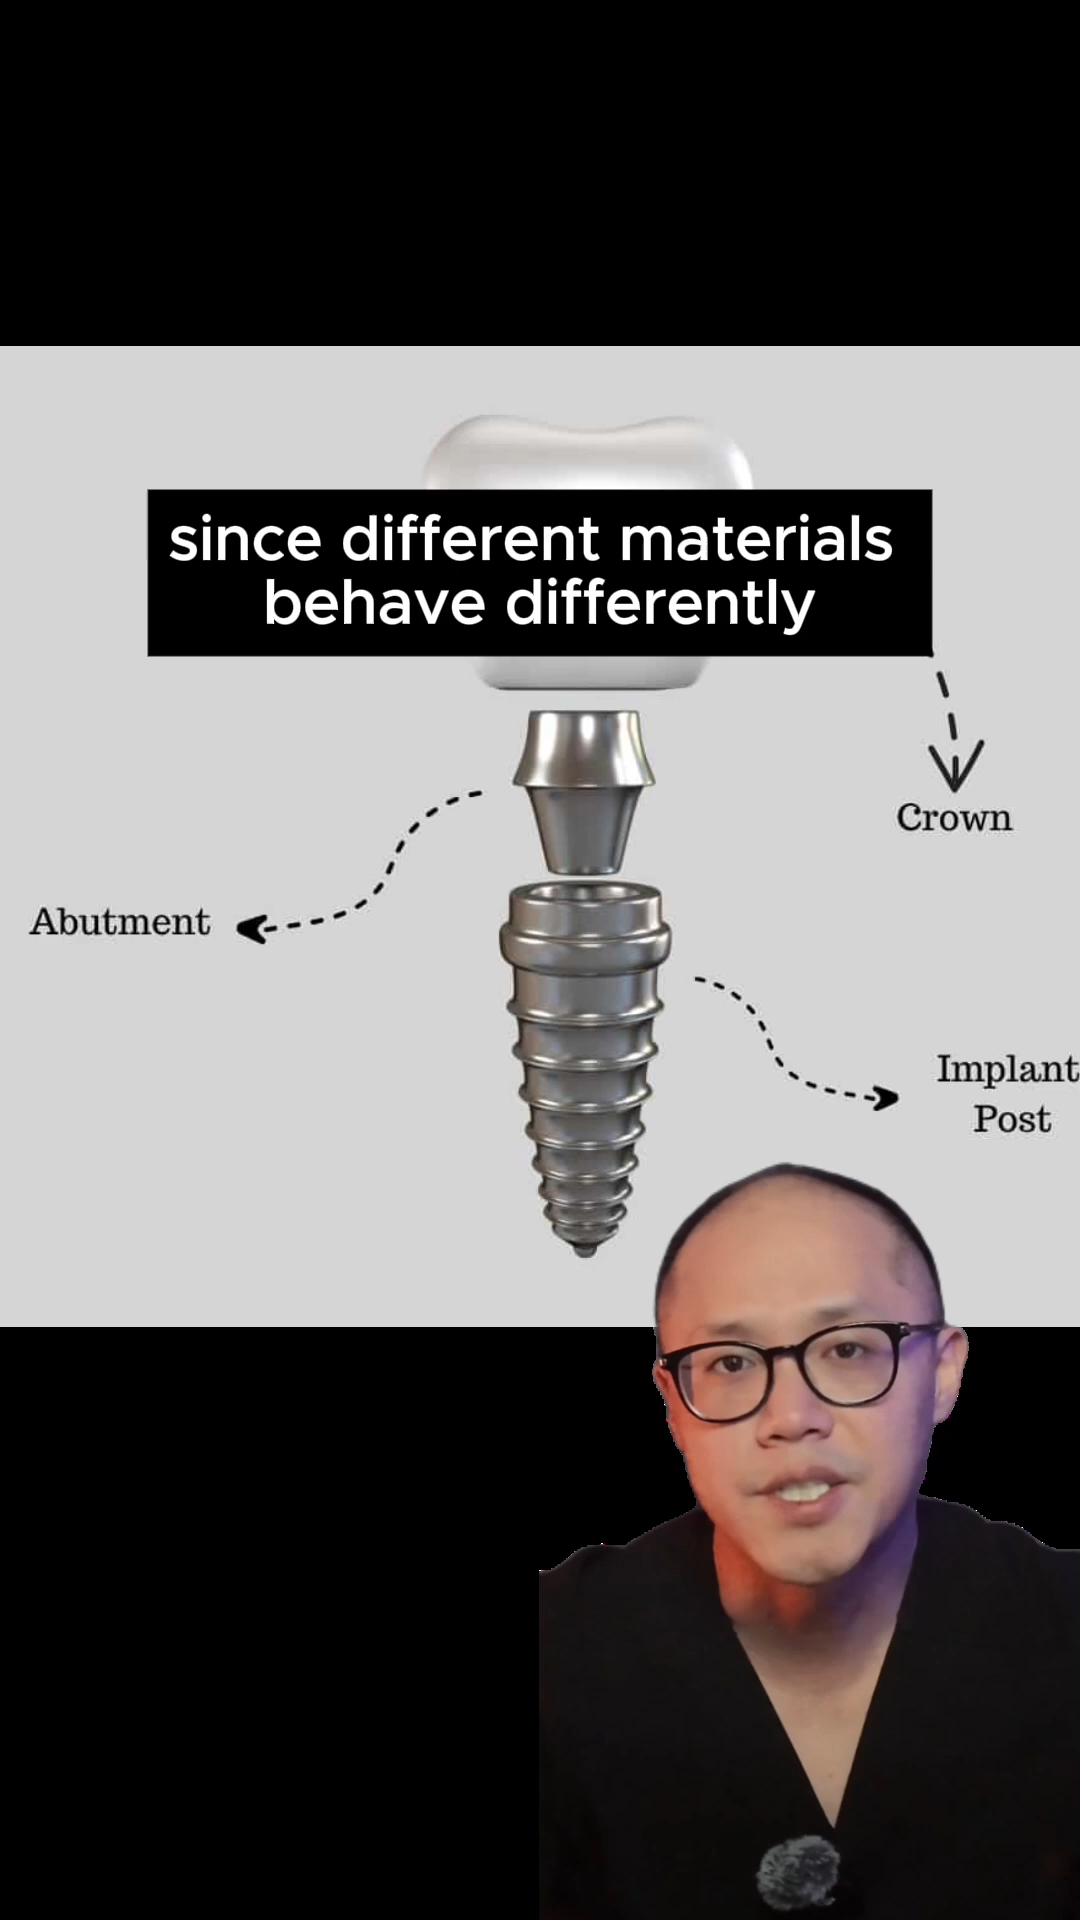 since different materials
behave differently
Crown
Abutment
Implant
Post